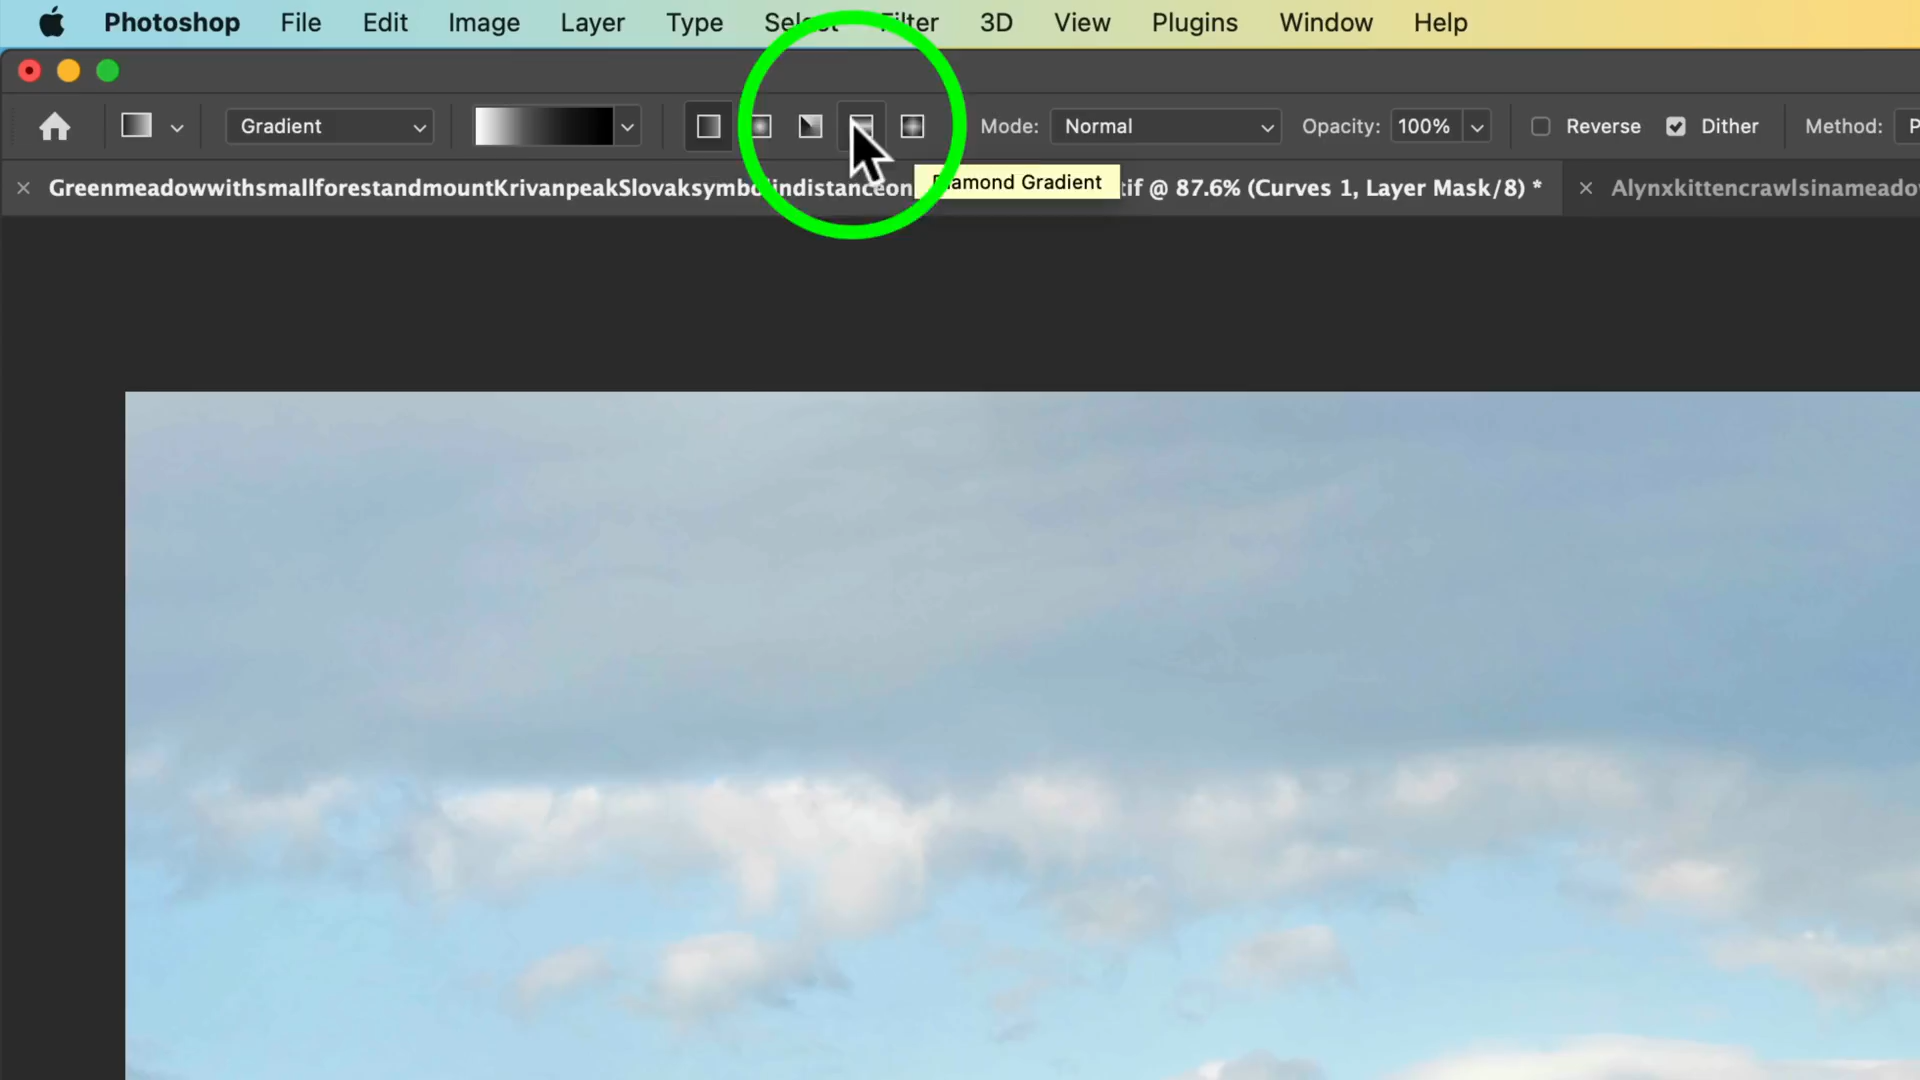 Photoshop File Edit Image Layer Type Select Filter 3D View Plugins Window Help
Gradient Mode: Normal Opacity: 100% Reverse Dither Method: P
GreenmeadowwithsmallforestandmountKrivanpeakSlovaksymbolindistanceon tif @ 87.6% (Curves 1, Layer Mask/8) * Alynxkittencrawlsinameadow
Diamond Gradient